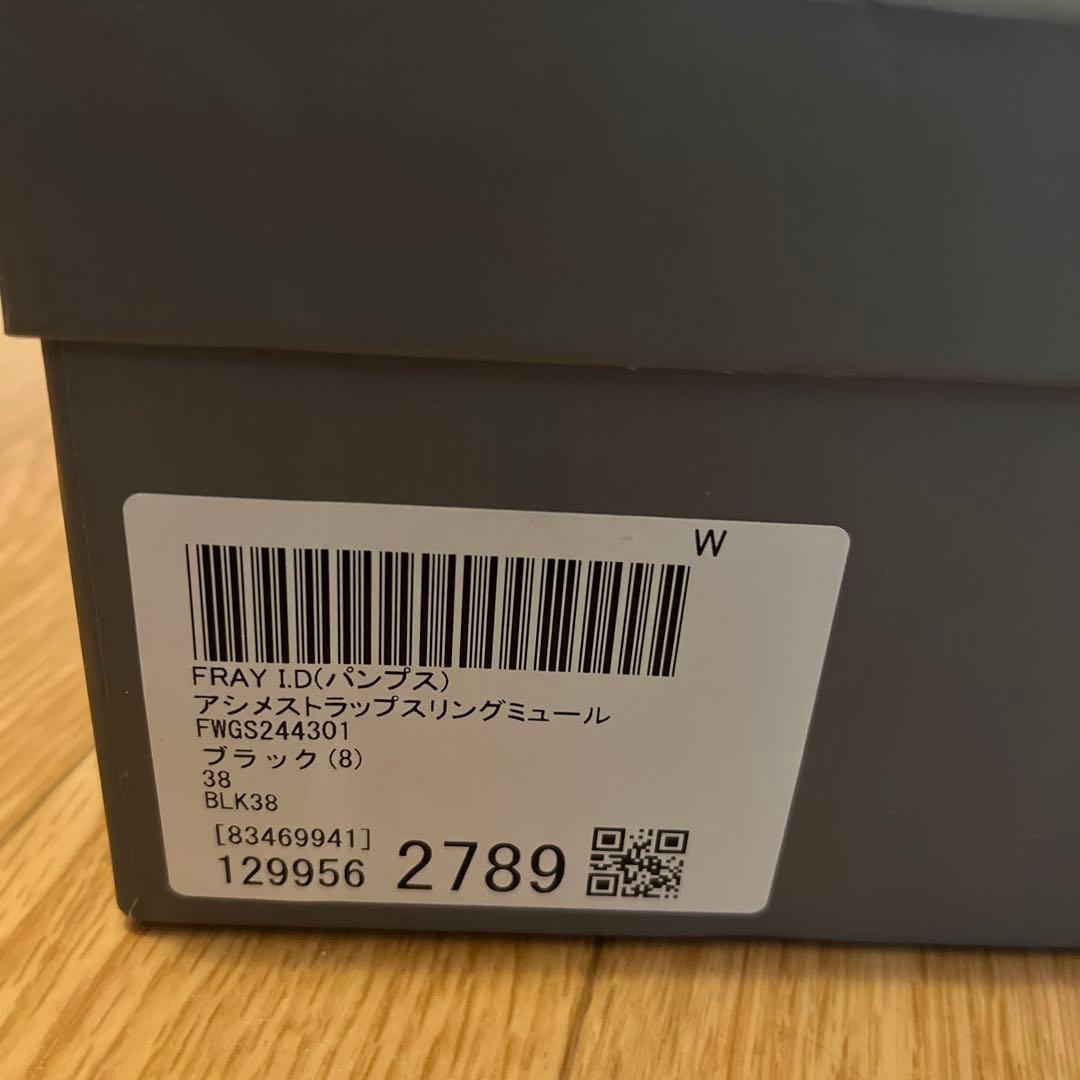 W
FRAY I.D(パンプス)
アシメストラップスリングミュール
FWGS244301
ブラック(8)
38
BLK38
[83469941]
129956 2789